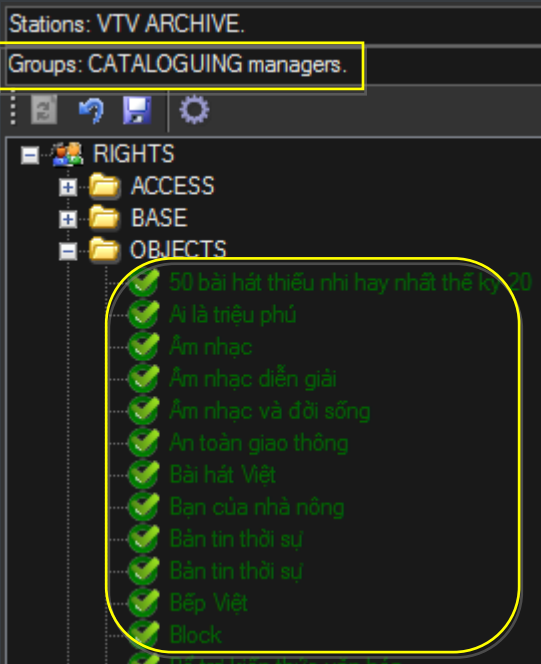 Stations: VTV ARCHIVE.
Groups: CATALOGUING managers.
RIGHTS
ACCESS
BASE
OBJECTS
50 bài hát thiếu nhi hay nhất thế kỷ 20
Ai là triệu phú
Âm nhạc
Âm nhạc diễn giải
Âm nhạc và đời sống
An toàn giao thông
Bài hát Việt
Bạn của nhà nông
Bản tin thời sự
Bản tin thời sự
Bếp Việt
Block